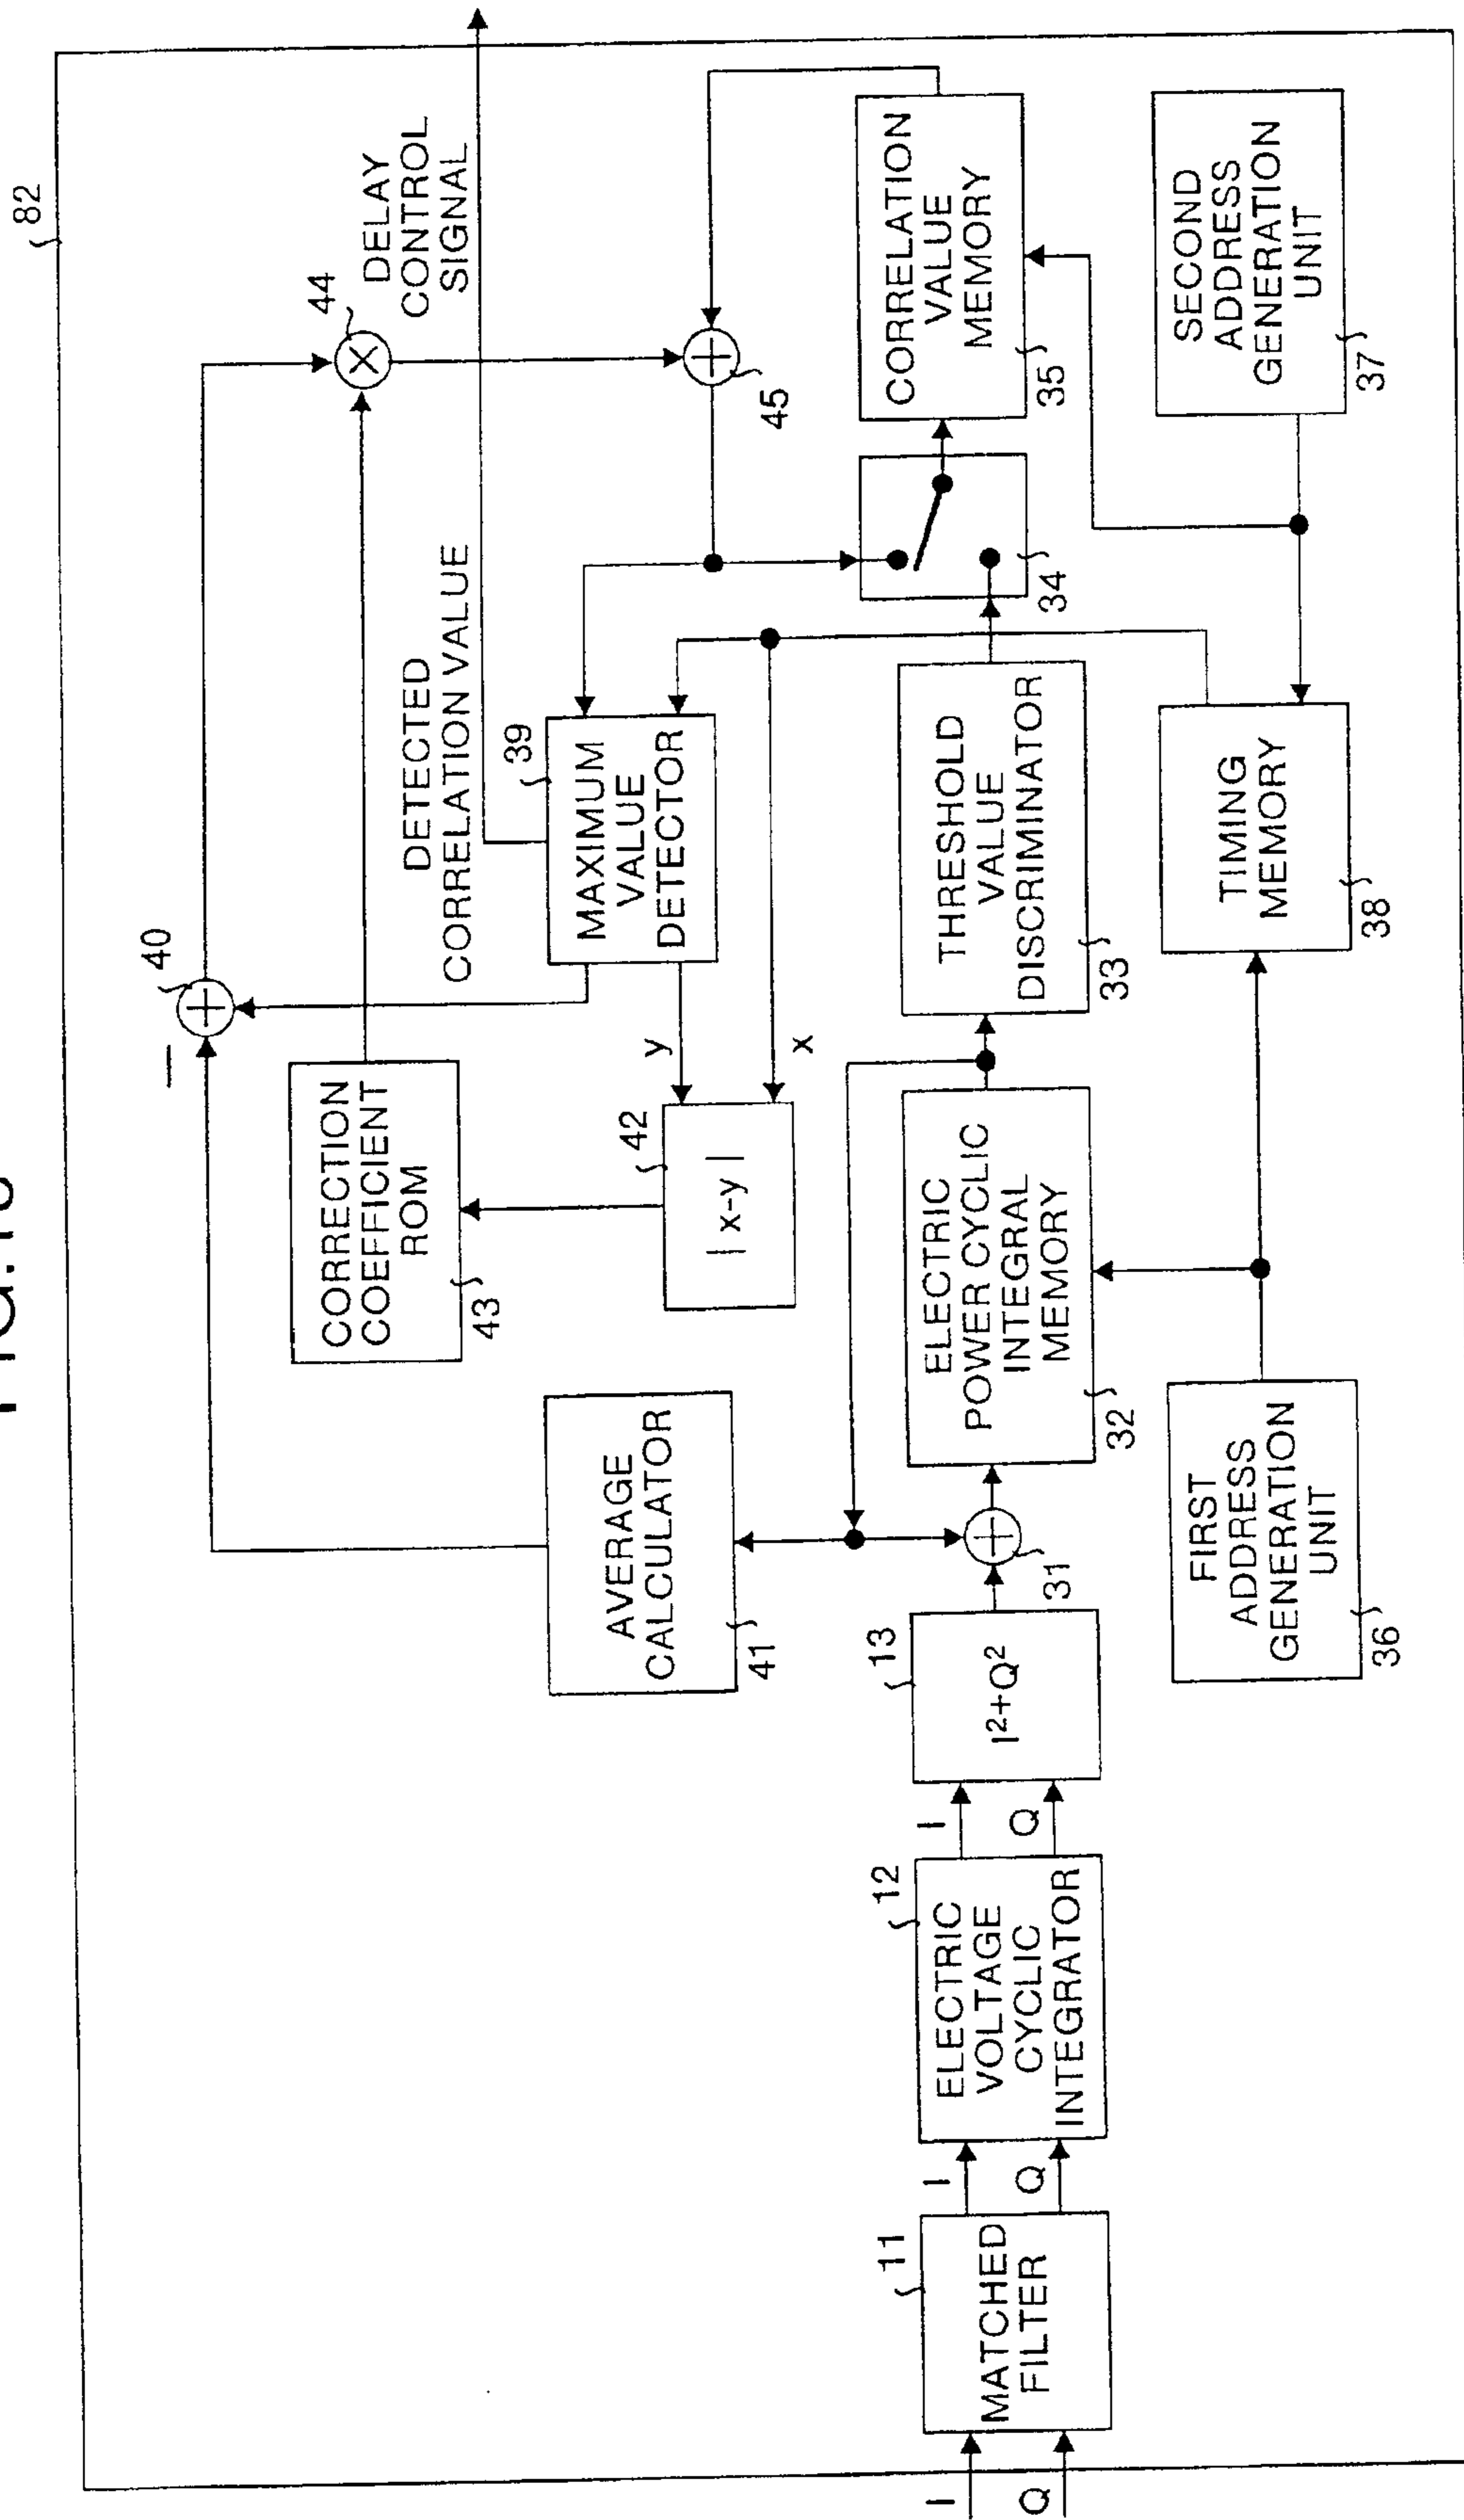 82
40
44
DELAY
CONTROL
SIGNAL
DETECTED
CORRELATION VALUE
—
CORRECTION
COEFFICIENT
ROM
43
AVERAGE
CALCULATOR
41
39
MAXIMUM
VALUE
DETECTOR
45
y
x
42
| x-y |
I
Q
11
MATCHED
FILTER
I
Q
12
ELECTRIC
VOLTAGE
CYCLIC
INTEGRATOR
I
Q
13
I²+Q²
31
ELECTRIC
POWER CYCLIC
INTEGRAL
MEMORY
32
THRESHOLD
VALUE
DISCRIMINATOR
33
34
CORRELATION
VALUE
MEMORY
35
FIRST
ADDRESS
GENERATION
UNIT
36
TIMING
MEMORY
38
SECOND
ADDRESS
GENERATION
UNIT
37